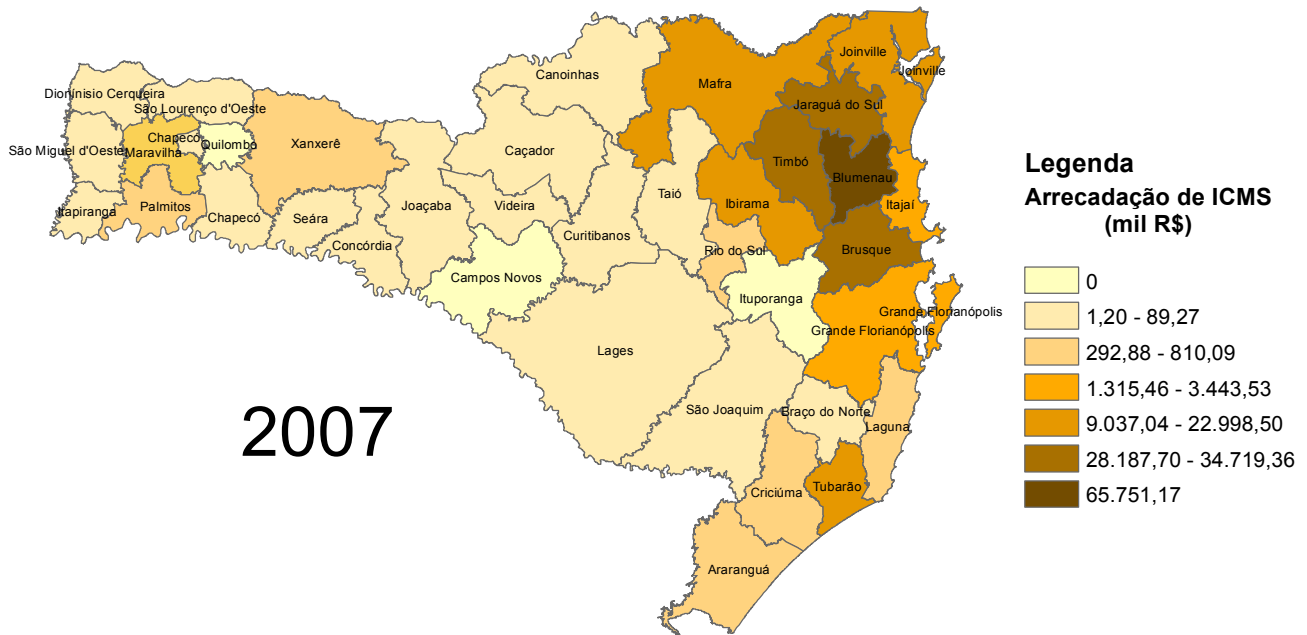 Canoinhas
Mafra
Joinville
Joinville
Dionínisio Cerqueira
São Lourenço d'Oeste
Jaraguá do Sul
São Miguel d'Oeste
Chapecó
Maravilha
Quilombo
Xanxerê
Caçador
Timbó
Blumenau
Itapiranga
Palmitos
Chapecó
Seára
Joaçaba
Videira
Taió
Ibirama
Itajaí
Concórdia
Curitibanos
Rio do Sul
Brusque
Campos Novos
Ituporanga
Grande Florianópolis
Grande Florianópolis
Lages
São Joaquim
Braço do Norte
Laguna
Criciúma
Tubarão
Araranguá
2007
Legenda
Arrecadação de ICMS
(mil R$)
0
1,20 - 89,27
292,88 - 810,09
1.315,46 - 3.443,53
9.037,04 - 22.998,50
28.187,70 - 34.719,36
65.751,17